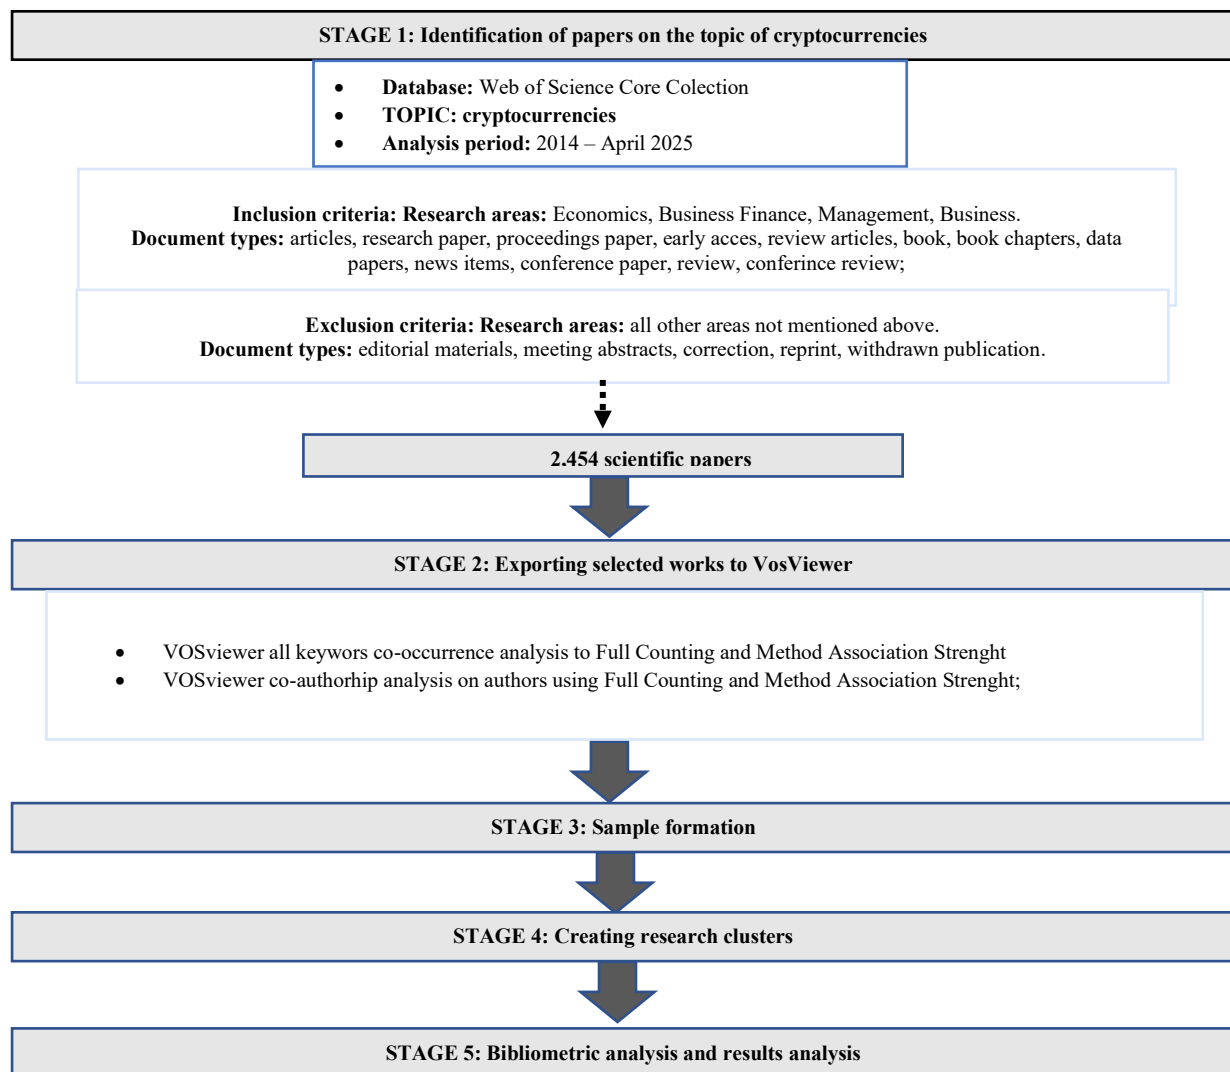 STAGE 1: Identification of papers on the topic of cryptocurrencies
• Database: Web of Science Core Colection
• TOPIC: cryptocurrencies
• Analysis period: 2014 – April 2025
Inclusion criteria: Research areas: Economics, Business Finance, Management, Business.
Document types: articles, research paper, proceedings paper, early acces, review articles, book, book chapters, data
papers, news items, conference paper, review, conferince review;
Exclusion criteria: Research areas: all other areas not mentioned above.
Document types: editorial materials, meeting abstracts, correction, reprint, withdrawn publication.
2.454 scientific papers
STAGE 2: Exporting selected works to VosViewer
• VOSviewer all keywors co-occurrence analysis to Full Counting and Method Association Strenght
• VOSviewer co-authorhip analysis on authors using Full Counting and Method Association Strenght;
STAGE 3: Sample formation
STAGE 4: Creating research clusters
STAGE 5: Bibliometric analysis and results analysis